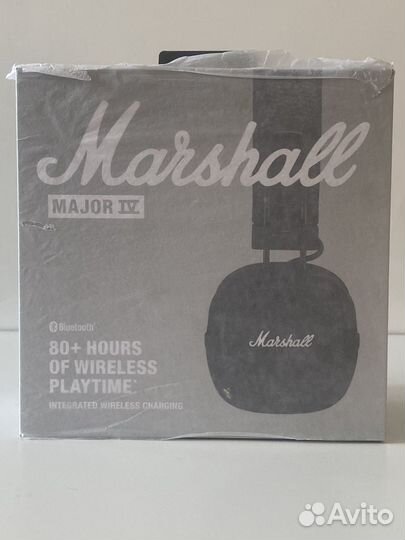 Marshall
MAJOR IV
Bluetooth®
80+ HOURS
OF WIRELESS
PLAYTIME*
INTEGRATED WIRELESS CHARGING
Marshall
Avito